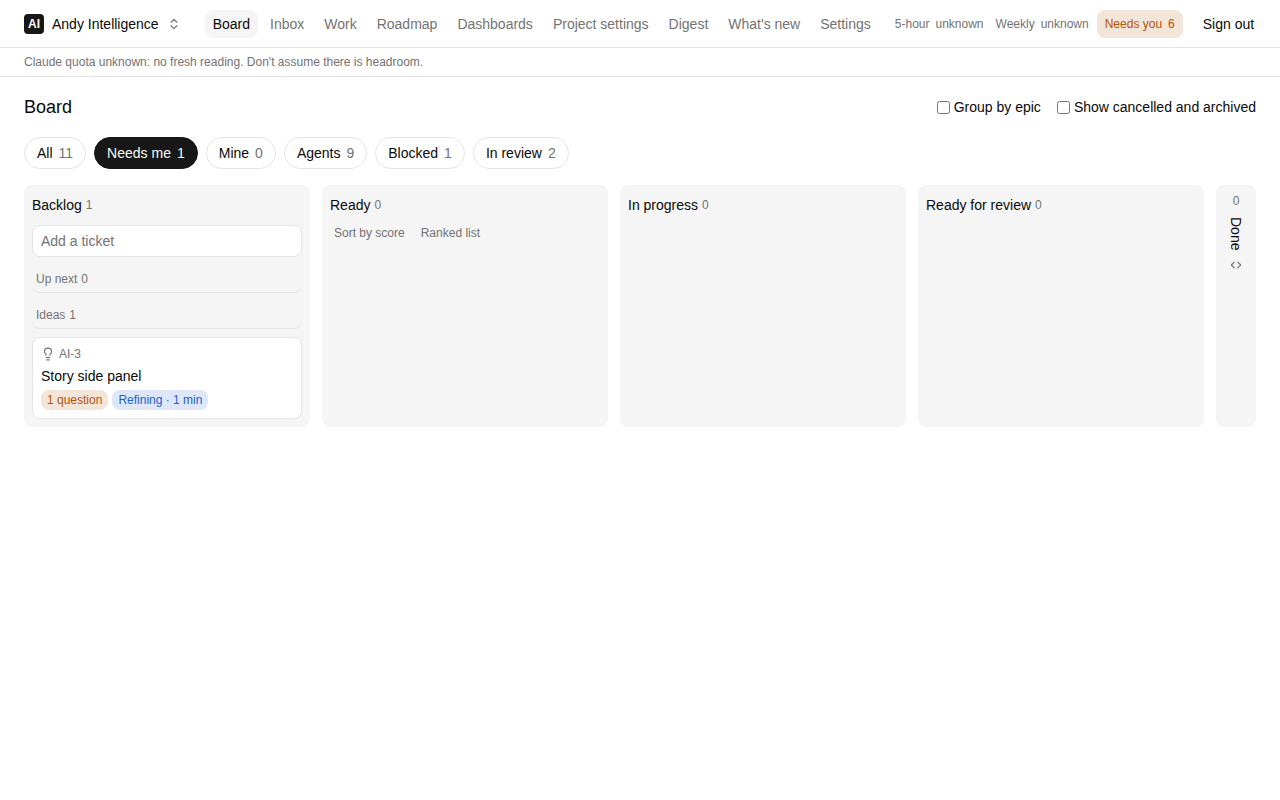 AI Andy Intelligence Board Inbox Work Roadmap Dashboards Project settings Digest What's new Settings 5-hour unknown Weekly unknown Needs you 6 Sign out
Claude quota unknown: no fresh reading. Don't assume there is headroom.
Board Group by epic Show cancelled and archived
All 11 Needs me 1 Mine 0 Agents 9 Blocked 1 In review 2
Backlog 1
Add a ticket
Up next 0
Ideas 1
AI-3
Story side panel
1 question Refining · 1 min
Ready 0
Sort by score Ranked list
In progress 0
Ready for review 0
0
Done